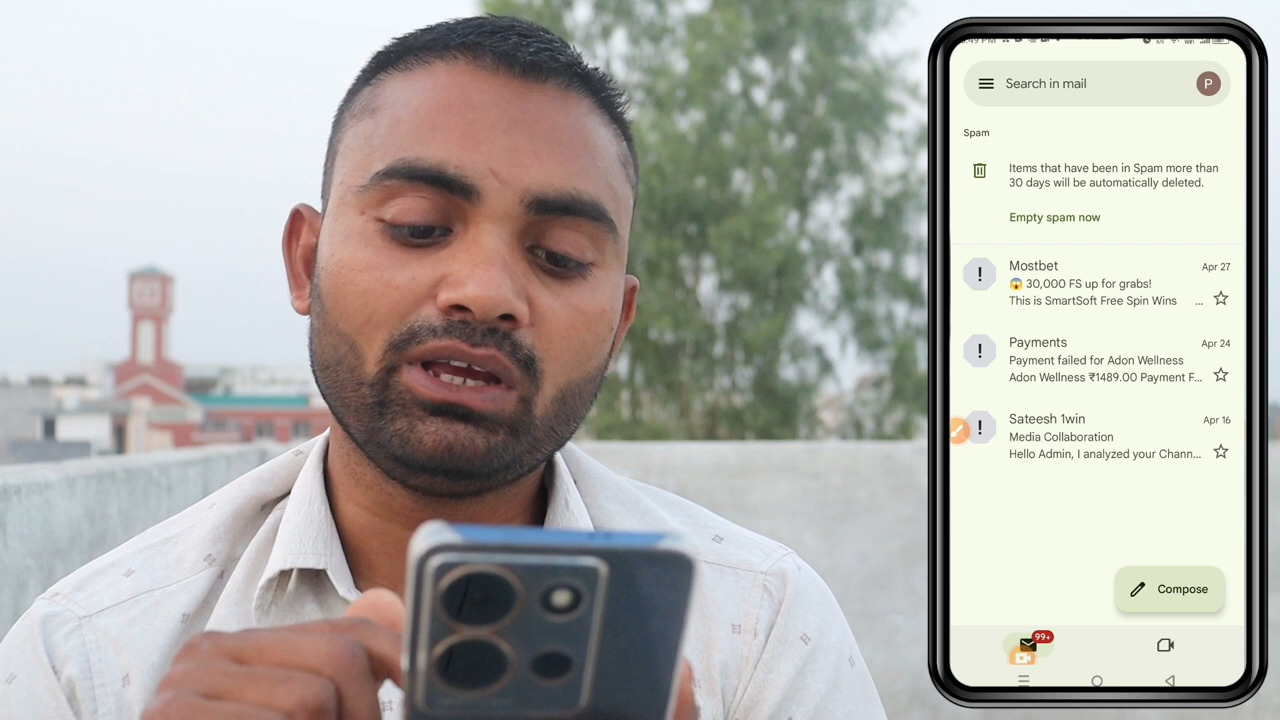 :49 PM
Search in mail
P
Spam
Items that have been in Spam more than
30 days will be automatically deleted.
Empty spam now
! Mostbet Apr 27
😱 30,000 FS up for grabs!
This is SmartSoft Free Spin Wins ...
! Payments Apr 24
Payment failed for Adon Wellness
Adon Wellness ₹1489.00 Payment F...
! Sateesh 1win Apr 16
Media Collaboration
Hello Admin, I analyzed your Chann...
Compose
99+